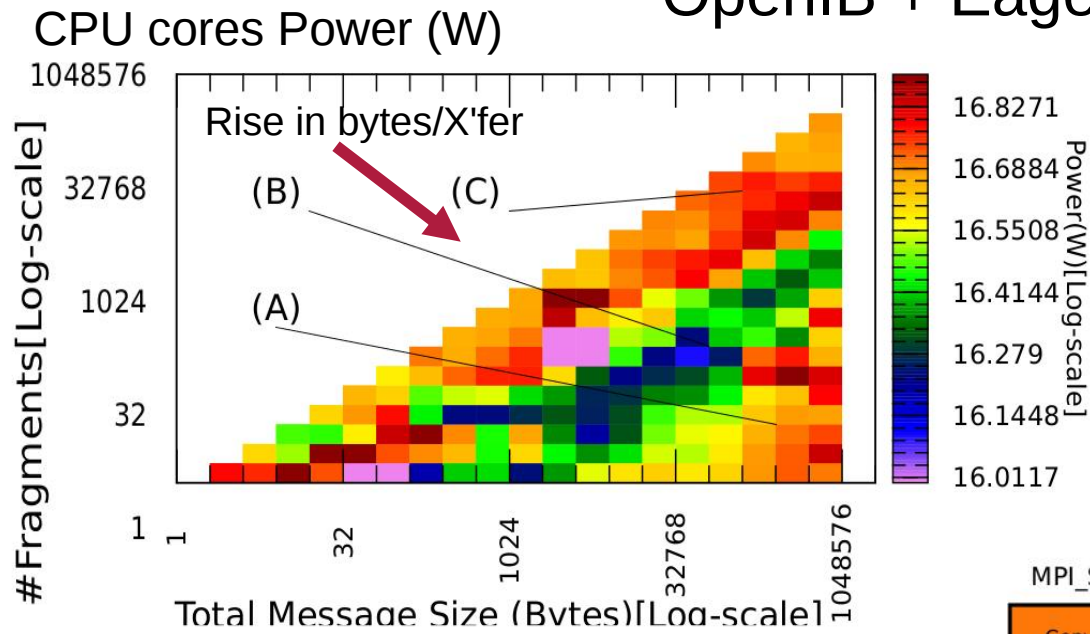 OpenIB +
CPU cores Power (W)
1048576
32768
1024
32
1
#Fragments[Log-scale]
Rise in bytes/X'fer
(B)
(C)
(A)
16.8271
16.6884
16.5508
16.4144
16.279
16.1448
16.0117
Power(W)[Log-scale]
1
32
1024
32768
1048576
Total Message Size (Bytes)[Log-scale]